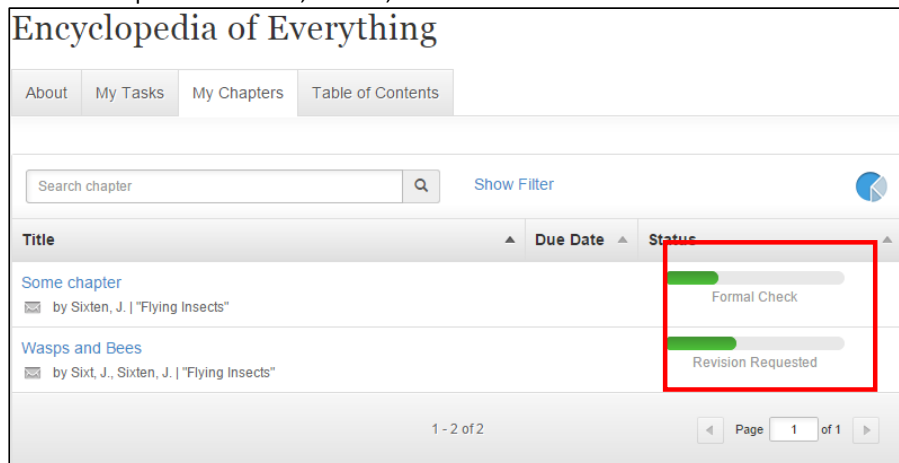 Encyclopedia of Everything
About My Tasks My Chapters Table of Contents
Search chapter Show Filter
Title Due Date Status
Some chapter
by Sixten, J. | "Flying Insects"
Formal Check
Wasps and Bees
by Sixt, J., Sixten, J. | "Flying Insects"
Revision Requested
1 - 2 of 2 Page 1 of 1